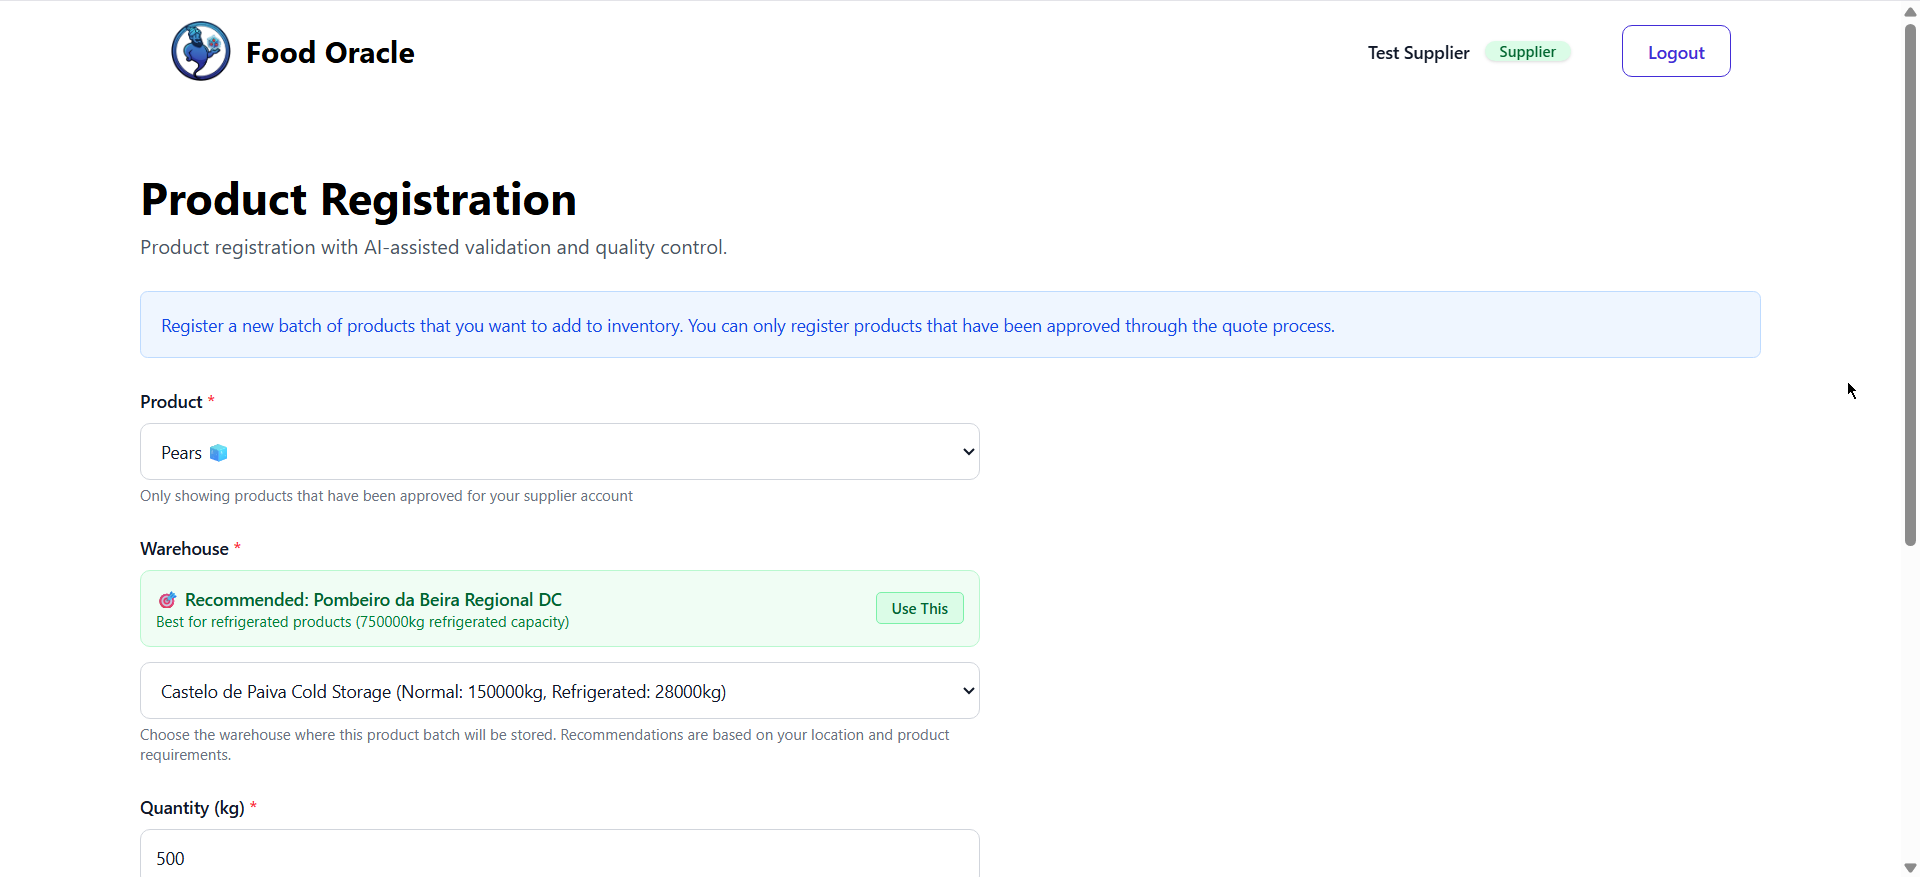 Food Oracle
Test Supplier
Supplier
Logout
Product Registration
Product registration with AI-assisted validation and quality control.
Register a new batch of products that you want to add to inventory. You can only register products that have been approved through the quote process.
Product *
Pears
Only showing products that have been approved for your supplier account
Warehouse *
Recommended: Pombeiro da Beira Regional DC
Best for refrigerated products (750000kg refrigerated capacity)
Use This
Castelo de Paiva Cold Storage (Normal: 150000kg, Refrigerated: 28000kg)
Choose the warehouse where this product batch will be stored. Recommendations are based on your location and product
requirements.
Quantity (kg) *
500